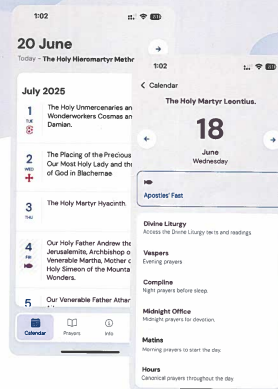 1:02
20 June
Today - The Holy Hieromartyr Methr
July 2025
1
TUE
The Holy Unmercenaries an
Wonderworkers Cosmas an
Damian.
2
WED
The Placing of the Precious
Our Most Holy Lady and th
of God in Blachernae
3
THU
The Holy Martyr Hyacinth
4
FRI
Our Holy Father Andrew the
Jerusalemite, Archbishop o
Venerable Martha, Mother o
Holy Simeon of the Mounta
Wonders.
5
Our Venerable Father Athar
Calendar
Prayers
Info
1:02
Calendar
The Holy Martyr Leontius.
18
June
Wednesday
Apostles' Fast
Divine Liturgy
Access the Divine Liturgy texts and readings
Vespers
Evening prayers
Compline
Night prayers before sleep.
Midnight Office
Midnight prayers for devotion.
Matins
Morning prayers to start the day.
Hours
Canonical prayers throughout the day